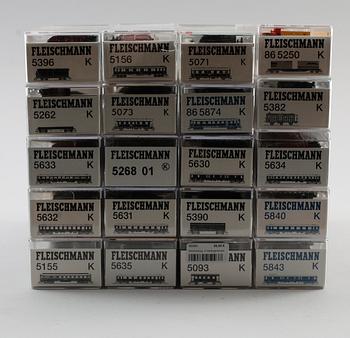 FLEISCHMANN FLEISCHMANN FLEISCHMANN FLEISCHMANN
5396 K 5156 K 5071 K 86 5250 K
FLEISCHMANN FLEISCHMANN FLEISCHMANN FLEISCHMANN
5262 K 5073 K 86 5874 K 5382 K
FLEISCHMANN FLEISCHMANN FLEISCHMANN FLEISCHMANN
5633 K 5268 01 K 5630 K 5634 K
FLEISCHMANN FLEISCHMANN FLEISCHMANN FLEISCHMANN
5632 K 5631 K 5390 K 5840 K
FLEISCHMANN FLEISCHMANN MANN FLEISCHMANN
5155 K 5635 K 5093 K 5843 K